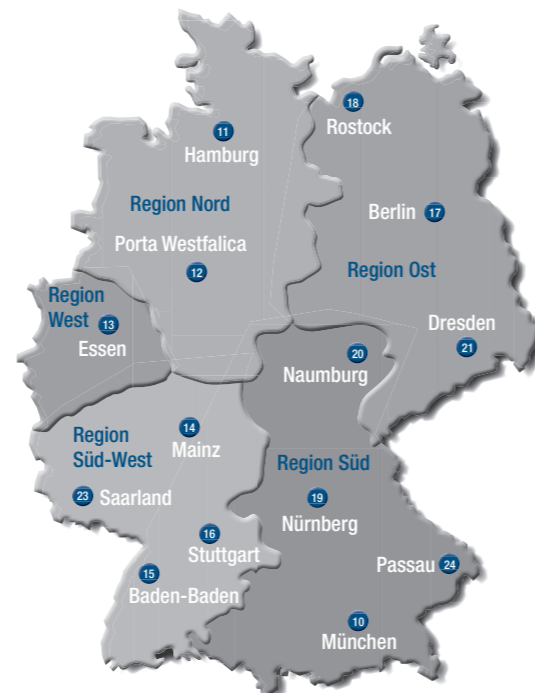 18
Rostock
11
Hamburg
Region Nord
Berlin 17
Porta Westfalica
12
Region Ost
Region
West
13
Essen
Dresden
21
20
Naumburg
14
Mainz
Region
Süd-West
Region Süd
23 Saarland
19
Nürnberg
16
Stuttgart
Passau 24
15
Baden-Baden
10
München